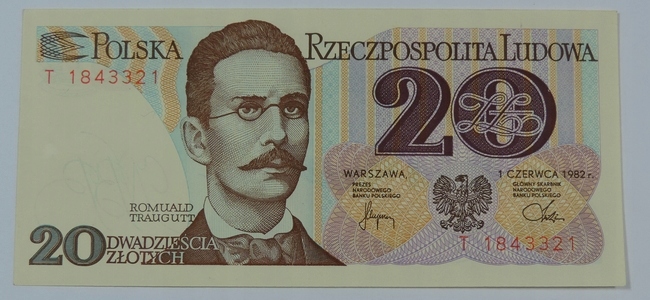 POLSKA RZECZPOSPOLITA LUDOWA
T 1843321
20 ZŁ
WARSZAWA, 1 CZERWCA 1982 r.
PREZES
NARODOWEGO
BANKU POLSKIEGO
GŁÓWNY SKARBNIK
NARODOWEGO
BANKU POLSKIEGO
ROMUALD
TRAUGUTT
T 1843321
20 DWADZIEŚCIA
ZŁOTYCH